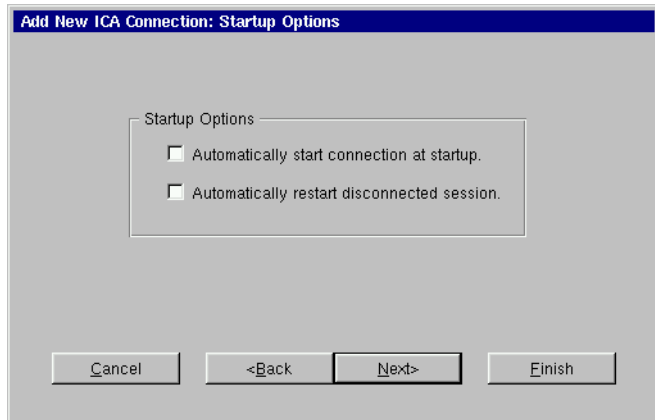 Add New ICA Connection: Startup Options
Startup Options
Automatically start connection at startup.
Automatically restart disconnected session.
Cancel
<Back
Next>
Finish